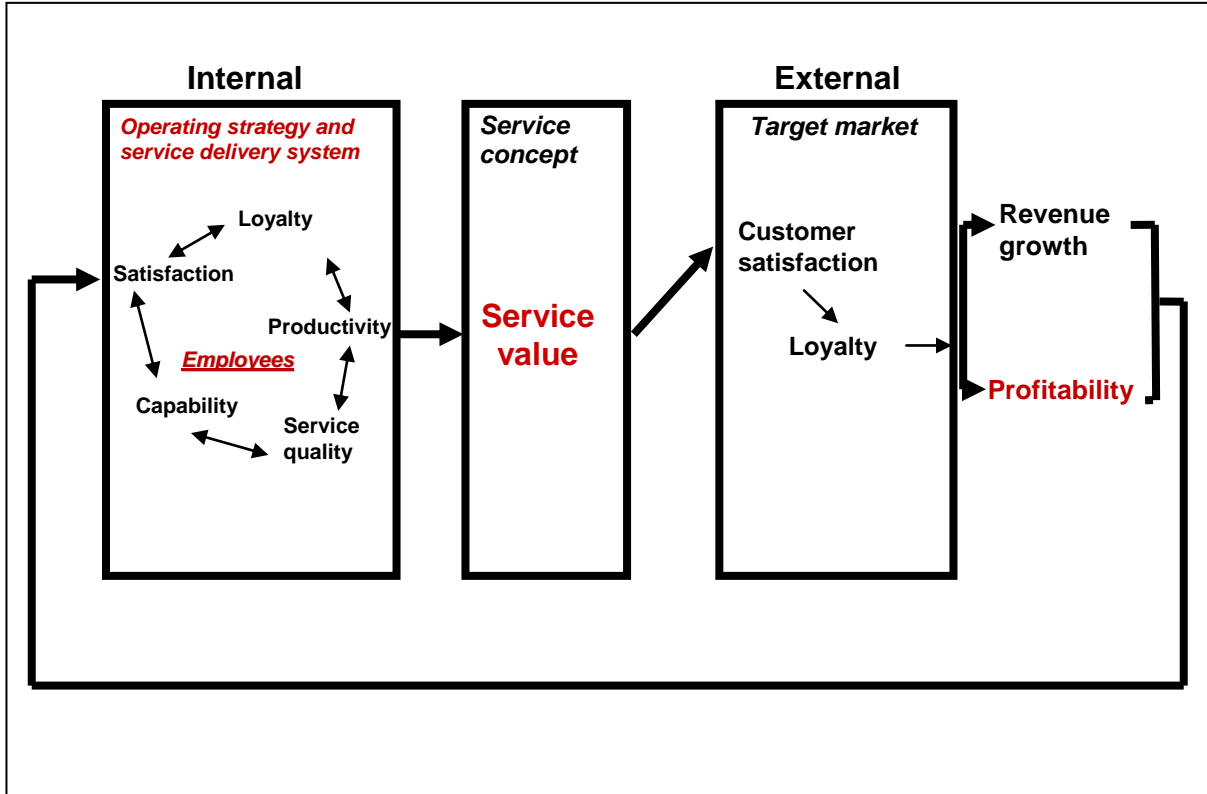 Internal
External
Operating strategy and
service delivery system
Service
concept
Target market
Loyalty
Satisfaction
Productivity
Employees
Capability
Service
quality
Service
value
Customer
satisfaction
Loyalty
Revenue
growth
Profitability